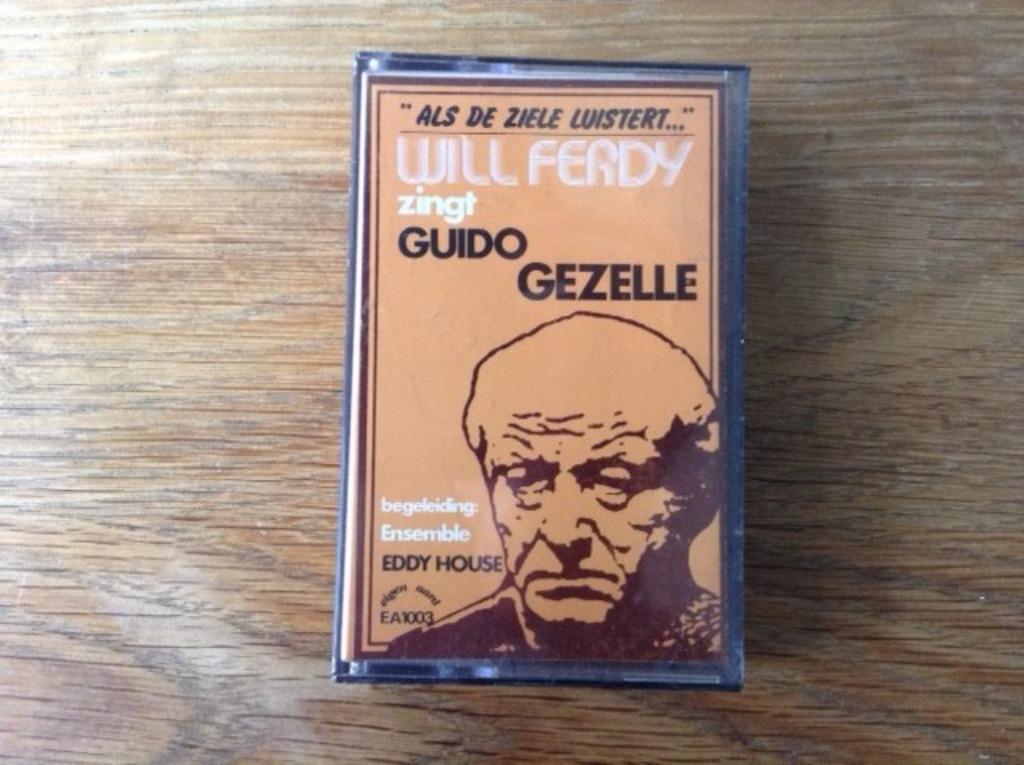 "ALS DE ZIELE LUISTERT..."
WILL FERDY
zingt
GUIDO
GEZELLE
begeleiding:
Ensemble
EDDY HOUSE
eigen aard
EA1003